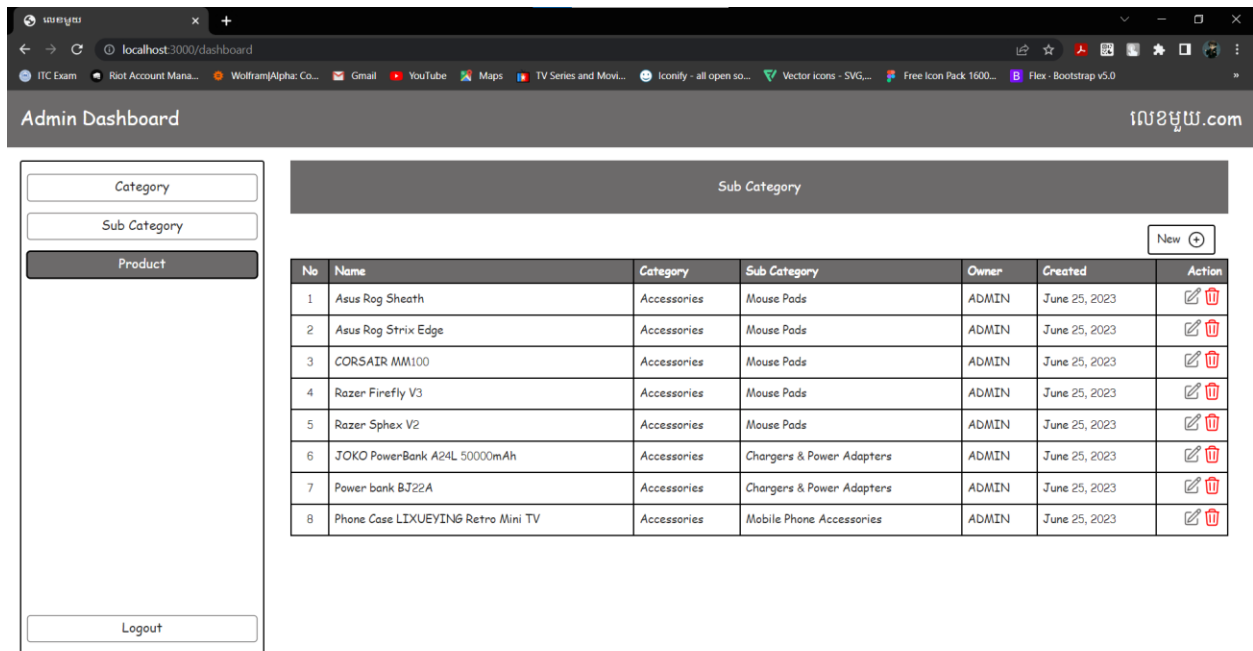 លេខមួយ
localhost:3000/dashboard
ITC Exam Riot Account Mana... Wolfram|Alpha: Co... Gmail YouTube Maps TV Series and Movi... Iconify - all open so... Vector icons - SVG,... Free Icon Pack 1600... B Flex · Bootstrap v5.0 »
Admin Dashboard លេខមួយ.com
Category
Sub Category
Product
Logout
Sub Category
New
No Name Category Sub Category Owner Created Action
1 Asus Rog Sheath Accessories Mouse Pads ADMIN June 25, 2023
2 Asus Rog Strix Edge Accessories Mouse Pads ADMIN June 25, 2023
3 CORSAIR MM100 Accessories Mouse Pads ADMIN June 25, 2023
4 Razer Firefly V3 Accessories Mouse Pads ADMIN June 25, 2023
5 Razer Sphex V2 Accessories Mouse Pads ADMIN June 25, 2023
6 JOKO PowerBank A24L 50000mAh Accessories Chargers & Power Adapters ADMIN June 25, 2023
7 Power bank BJ22A Accessories Chargers & Power Adapters ADMIN June 25, 2023
8 Phone Case LIXUEYING Retro Mini TV Accessories Mobile Phone Accessories ADMIN June 25, 2023